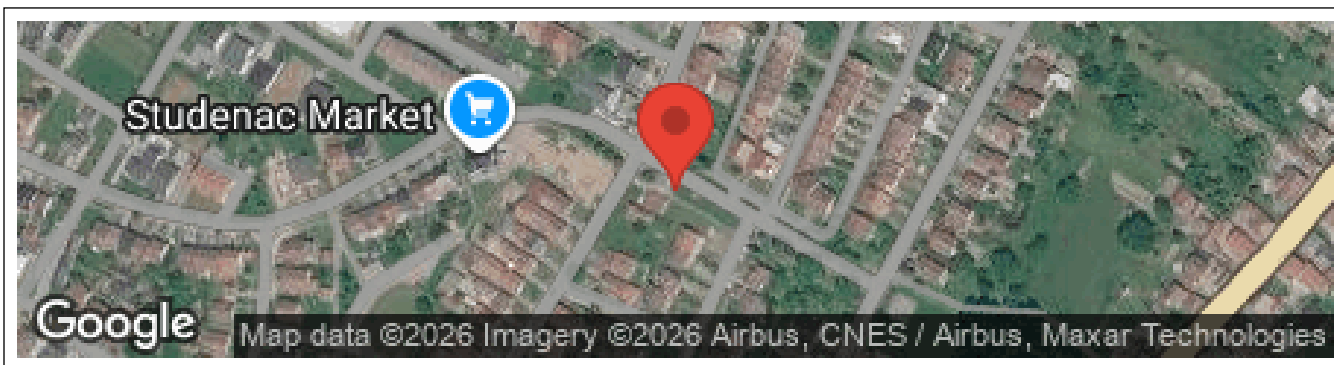 Studenac Market
Google
Map data ©2026 Imagery ©2026 Airbus, CNES / Airbus, Maxar Technologies